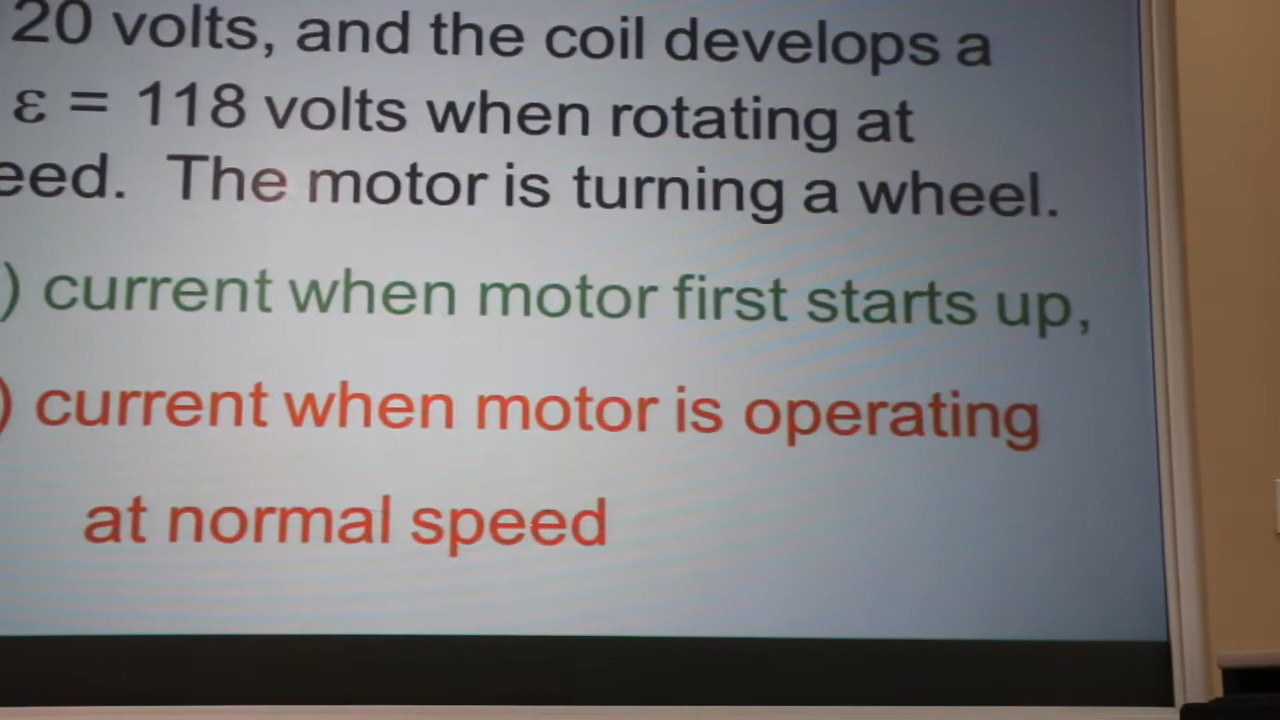 20 volts, and the coil develops a
ε = 118 volts when rotating at
eed. The motor is turning a wheel.
) current when motor first starts up,
) current when motor is operating
at normal speed